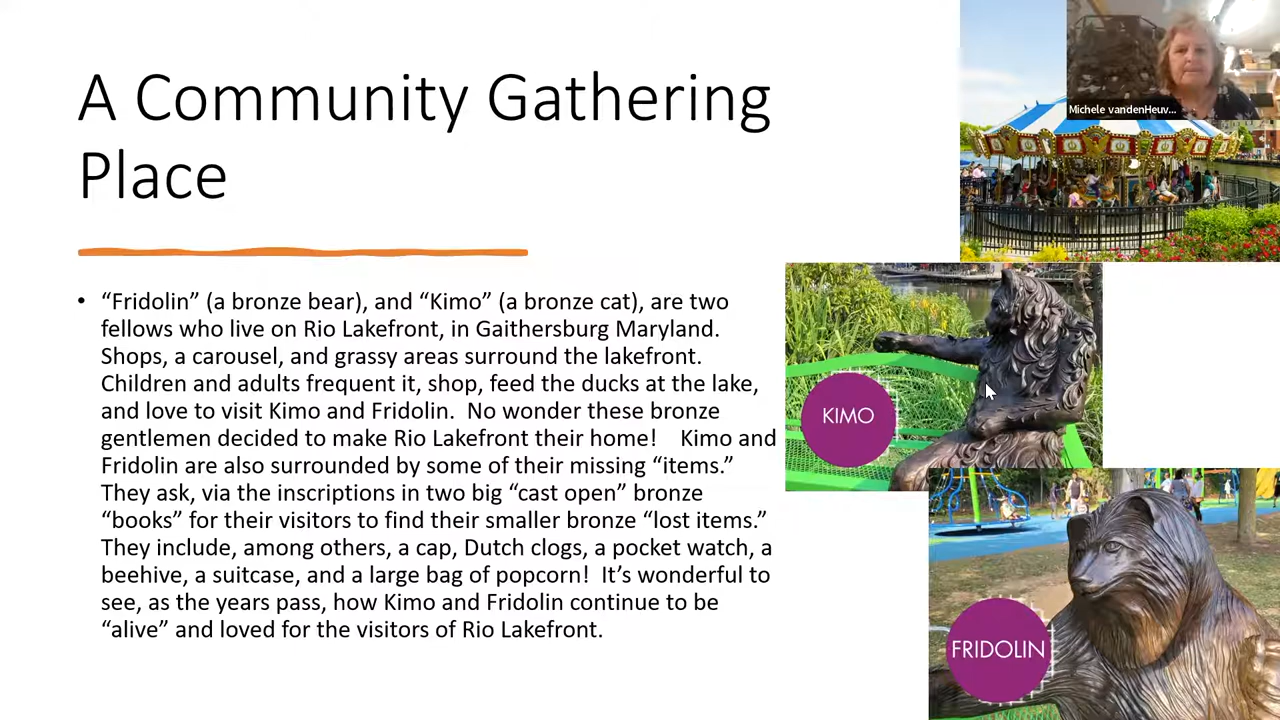 A Community Gathering
Place
• “Fridolin” (a bronze bear), and “Kimo” (a bronze cat), are two
fellows who live on Rio Lakefront, in Gaithersburg Maryland.
Shops, a carousel, and grassy areas surround the lakefront.
Children and adults frequent it, shop, feed the ducks at the lake,
and love to visit Kimo and Fridolin.  No wonder these bronze
gentlemen decided to make Rio Lakefront their home!    Kimo and
Fridolin are also surrounded by some of their missing “items.”
They ask, via the inscriptions in two big “cast open” bronze
“books” for their visitors to find their smaller bronze “lost items.”
They include, among others, a cap, Dutch clogs, a pocket watch, a
beehive, a suitcase, and a large bag of popcorn!  It’s wonderful to
see, as the years pass, how Kimo and Fridolin continue to be
“alive” and loved for the visitors of Rio Lakefront.
Michele vandenHeuv...
KIMO
FRIDOLIN